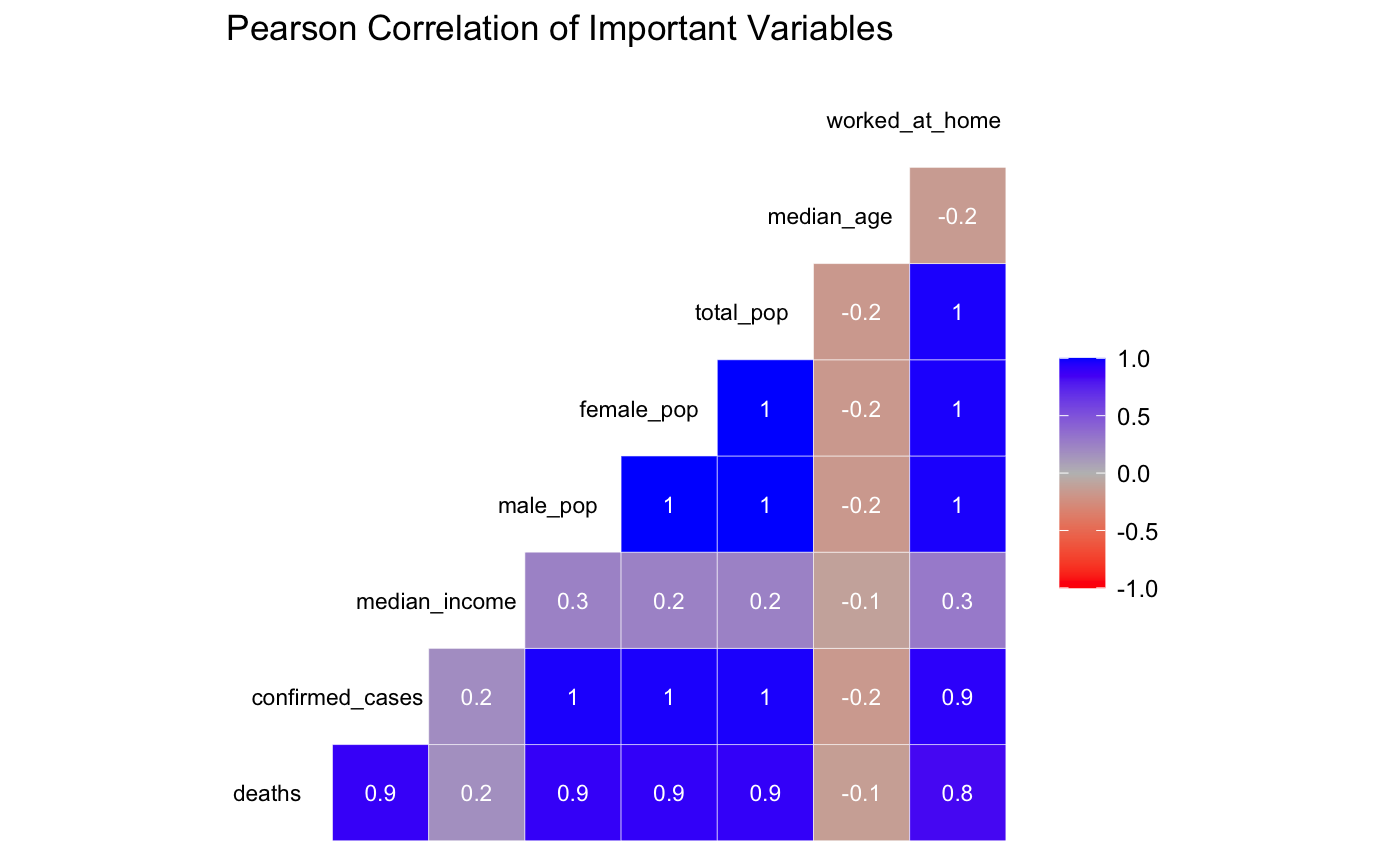 Pearson Correlation of Important Variables
worked_at_home
median_age -0.2
total_pop -0.2 1
female_pop 1 -0.2 1
male_pop 1 1 -0.2 1
median_income 0.3 0.2 0.2 -0.1 0.3
confirmed_cases 0.2 1 1 1 -0.2 0.9
deaths 0.9 0.2 0.9 0.9 0.9 -0.1 0.8
1.0
0.5
0.0
-0.5
-1.0